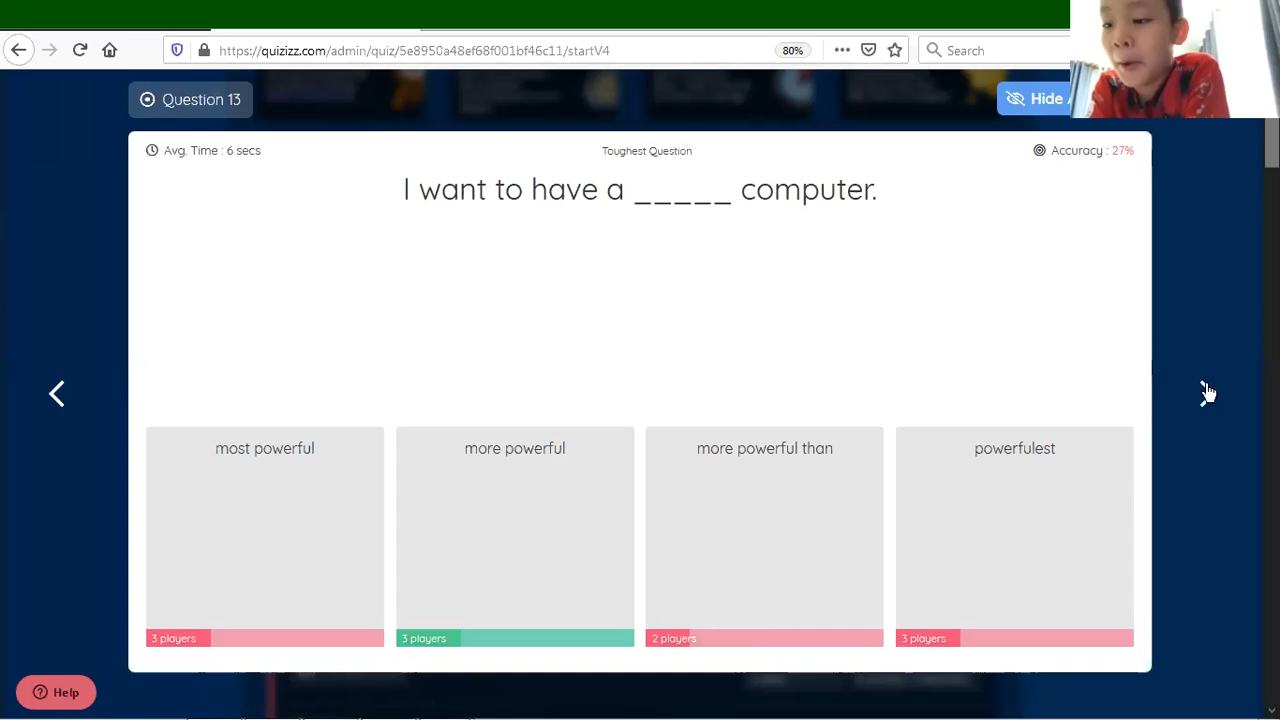 https://quizizz.com/admin/quiz/5e8950a48ef68f001bf46c11/startV4
80%
Search
Question 13
Hide
Avg. Time : 6 secs
Toughest Question
Accuracy : 27%
I want to have a _ _ _ _ _ computer.
most powerful
more powerful
more powerful than
powerfulest
3 players
3 players
2 players
3 players
Help